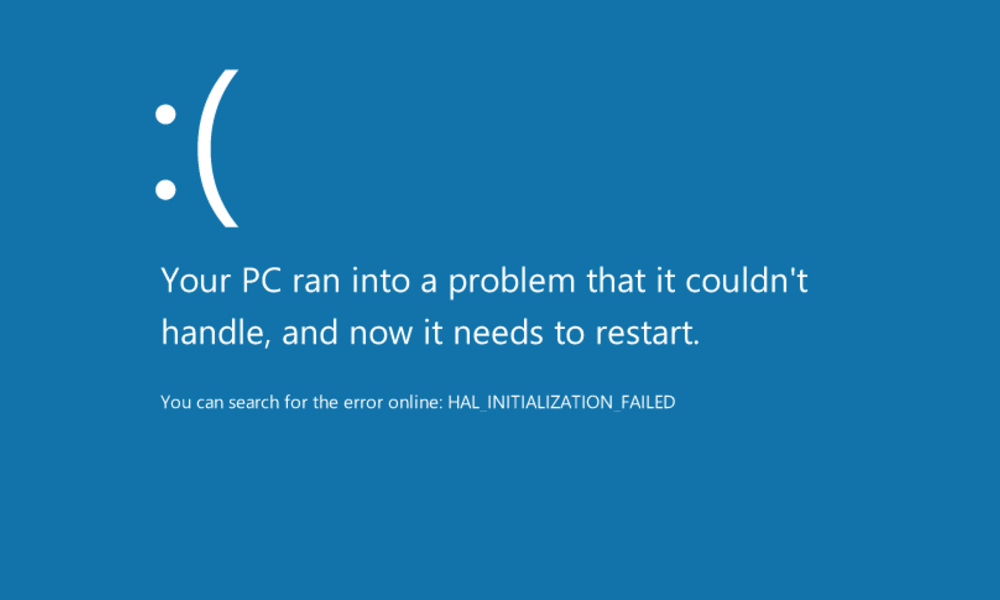 :(
Your PC ran into a problem that it couldn't
handle, and now it needs to restart.
You can search for the error online: HAL_INITIALIZATION_FAILED